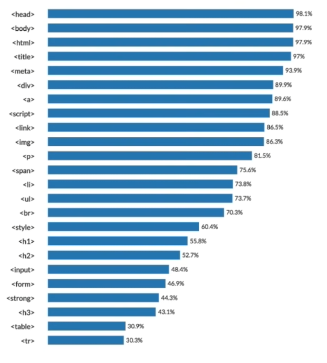 <head> 98.1%
<body> 97.9%
<html> 97.9%
<title> 97%
<meta> 93.9%
<div> 89.9%
<a> 89.6%
<script> 88.5%
<link> 86.5%
<img> 86.3%
<p> 81.5%
<span> 75.6%
<li> 73.8%
<ul> 73.7%
<br> 70.3%
<style> 60.4%
<h1> 55.8%
<h2> 52.7%
<input> 48.4%
<form> 46.9%
<strong> 44.3%
<h3> 43.1%
<table> 30.9%
<tr> 30.3%